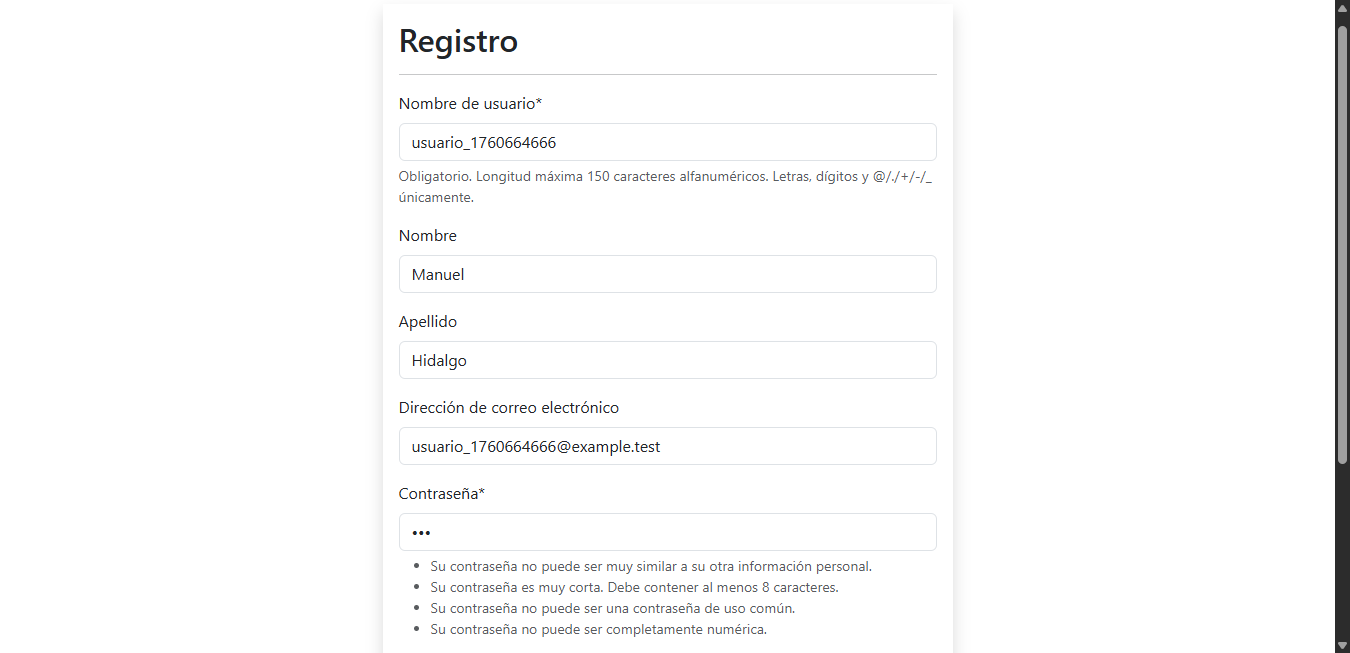 Registro
Nombre de usuario*
usuario_1760664666
Obligatorio. Longitud máxima 150 caracteres alfanuméricos. Letras, dígitos y @/./+/-/_
únicamente.
Nombre
Manuel
Apellido
Hidalgo
Dirección de correo electrónico
usuario_1760664666@example.test
Contraseña*
•••
• Su contraseña no puede ser muy similar a su otra información personal.
• Su contraseña es muy corta. Debe contener al menos 8 caracteres.
• Su contraseña no puede ser una contraseña de uso común.
• Su contraseña no puede ser completamente numérica.